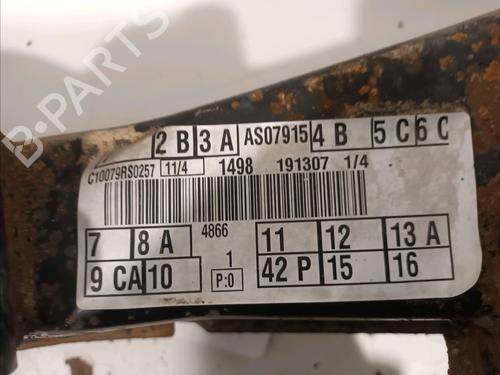 B-PARTS
2 B 3 A AS07915 4 B 5 C 6 C
C10079RS0257 11/4 1498 191307 1/4
7 8 A 4866 11 12 13 A
9 CA 10 1 P:0 42 P 15 16